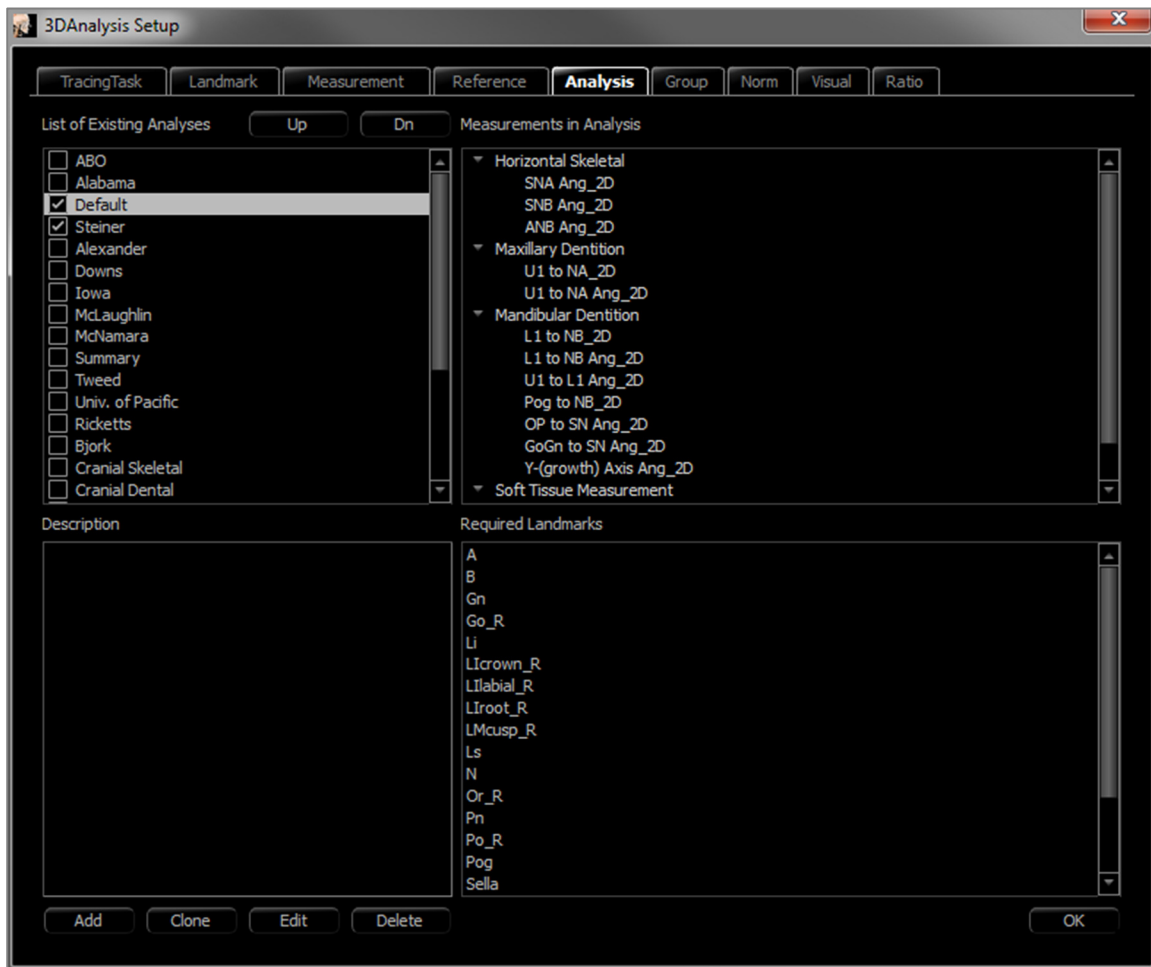 3DAnalysis Setup
TracingTask Landmark Measurement Reference Analysis Group Norm Visual Ratio
List of Existing Analyses Up Dn Measurements in Analysis
ABO
Alabama
Default
Steiner
Alexander
Downs
Iowa
McLaughlin
McNamara
Summary
Tweed
Univ. of Pacific
Ricketts
Bjork
Cranial Skeletal
Cranial Dental
Horizontal Skeletal
SNA Ang_2D
SNB Ang_2D
ANB Ang_2D
Maxillary Dentition
U1 to NA_2D
U1 to NA Ang_2D
Mandibular Dentition
L1 to NB_2D
L1 to NB Ang_2D
U1 to L1 Ang_2D
Pog to NB_2D
OP to SN Ang_2D
GoGn to SN Ang_2D
Y-(growth) Axis Ang_2D
Soft Tissue Measurement
Description
Required Landmarks
A
B
Gn
Go_R
Li
LIcrown_R
LIlabial_R
LIroot_R
LMcusp_R
Ls
N
Or_R
Pn
Po_R
Pog
Sella
Add Clone Edit Delete OK